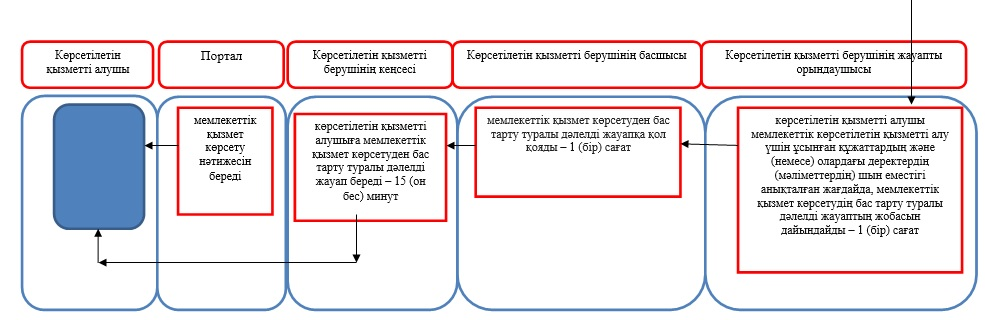 Көрсетілетін
қызметті алушы
Портал
Көрсетілетін қызметті
берушінің кеңсесі
Көрсетілетін қызметті берушінің басшысы
Көрсетілетін қызметті берушінің жауапты
орындаушысы
мемлекеттік
қызмет
көрсету
нәтижесін
береді
көрсетілетін қызметті
алушыға мемлекеттік
қызмет көрсетуден бас
тарту туралы дәлелді
жауап береді – 15 (он
бес) минут
мемлекеттік қызмет көрсетуден бас
тарту туралы дәлелді жауапқа қол
қояды – 1 (бір) сағат
көрсетілетін қызметті алушы
мемлекеттік көрсетілетін қызметті алу
үшін ұсынған құжаттардың және
(немесе) олардағы деректердің
(мәліметтердің) шын еместігі
анықталған жағдайда, мемлекеттік
қызмет көрсетудің бас тарту туралы
дәлелді жауаптың жобасын
дайындайды – 1 (бір) сағат